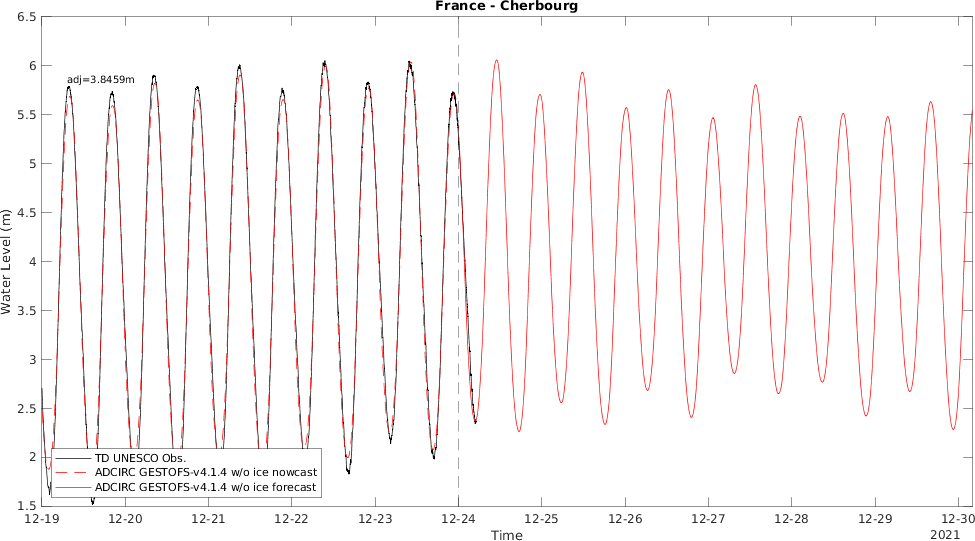 France - Cherbourg
6.5
6
5.5
5
4.5
4
3.5
3
2.5
2
1.5
Water Level (m)
adj=3.8459m
TD UNESCO Obs.
ADCIRC GESTOFS-v4.1.4 w/o ice nowcast
ADCIRC GESTOFS-v4.1.4 w/o ice forecast
12-19 12-20 12-21 12-22 12-23 12-24 12-25 12-26 12-27 12-28 12-29 12-30
Time
2021